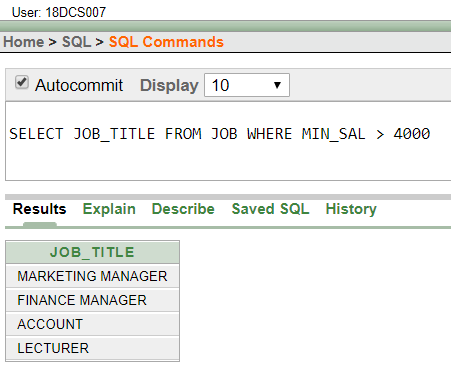 User: 18DCS007
Home > SQL > SQL Commands
Autocommit Display 10
SELECT JOB_TITLE FROM JOB WHERE MIN_SAL > 4000
Results Explain Describe Saved SQL History
JOB_TITLE
MARKETING MANAGER
FINANCE MANAGER
ACCOUNT
LECTURER